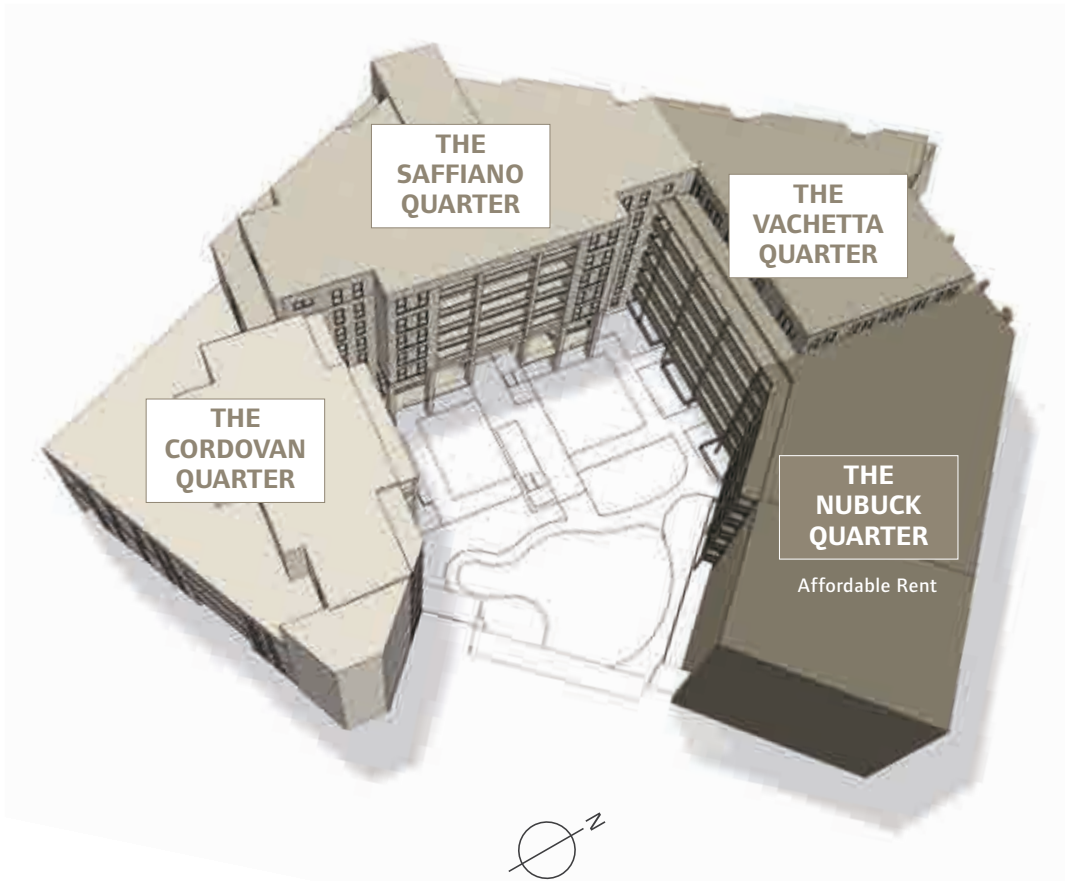 THE
SAFFIANO
QUARTER
THE
VACHETTA
QUARTER
THE
CORDOVAN
QUARTER
THE
NUBUCK
QUARTER
Affordable Rent
N